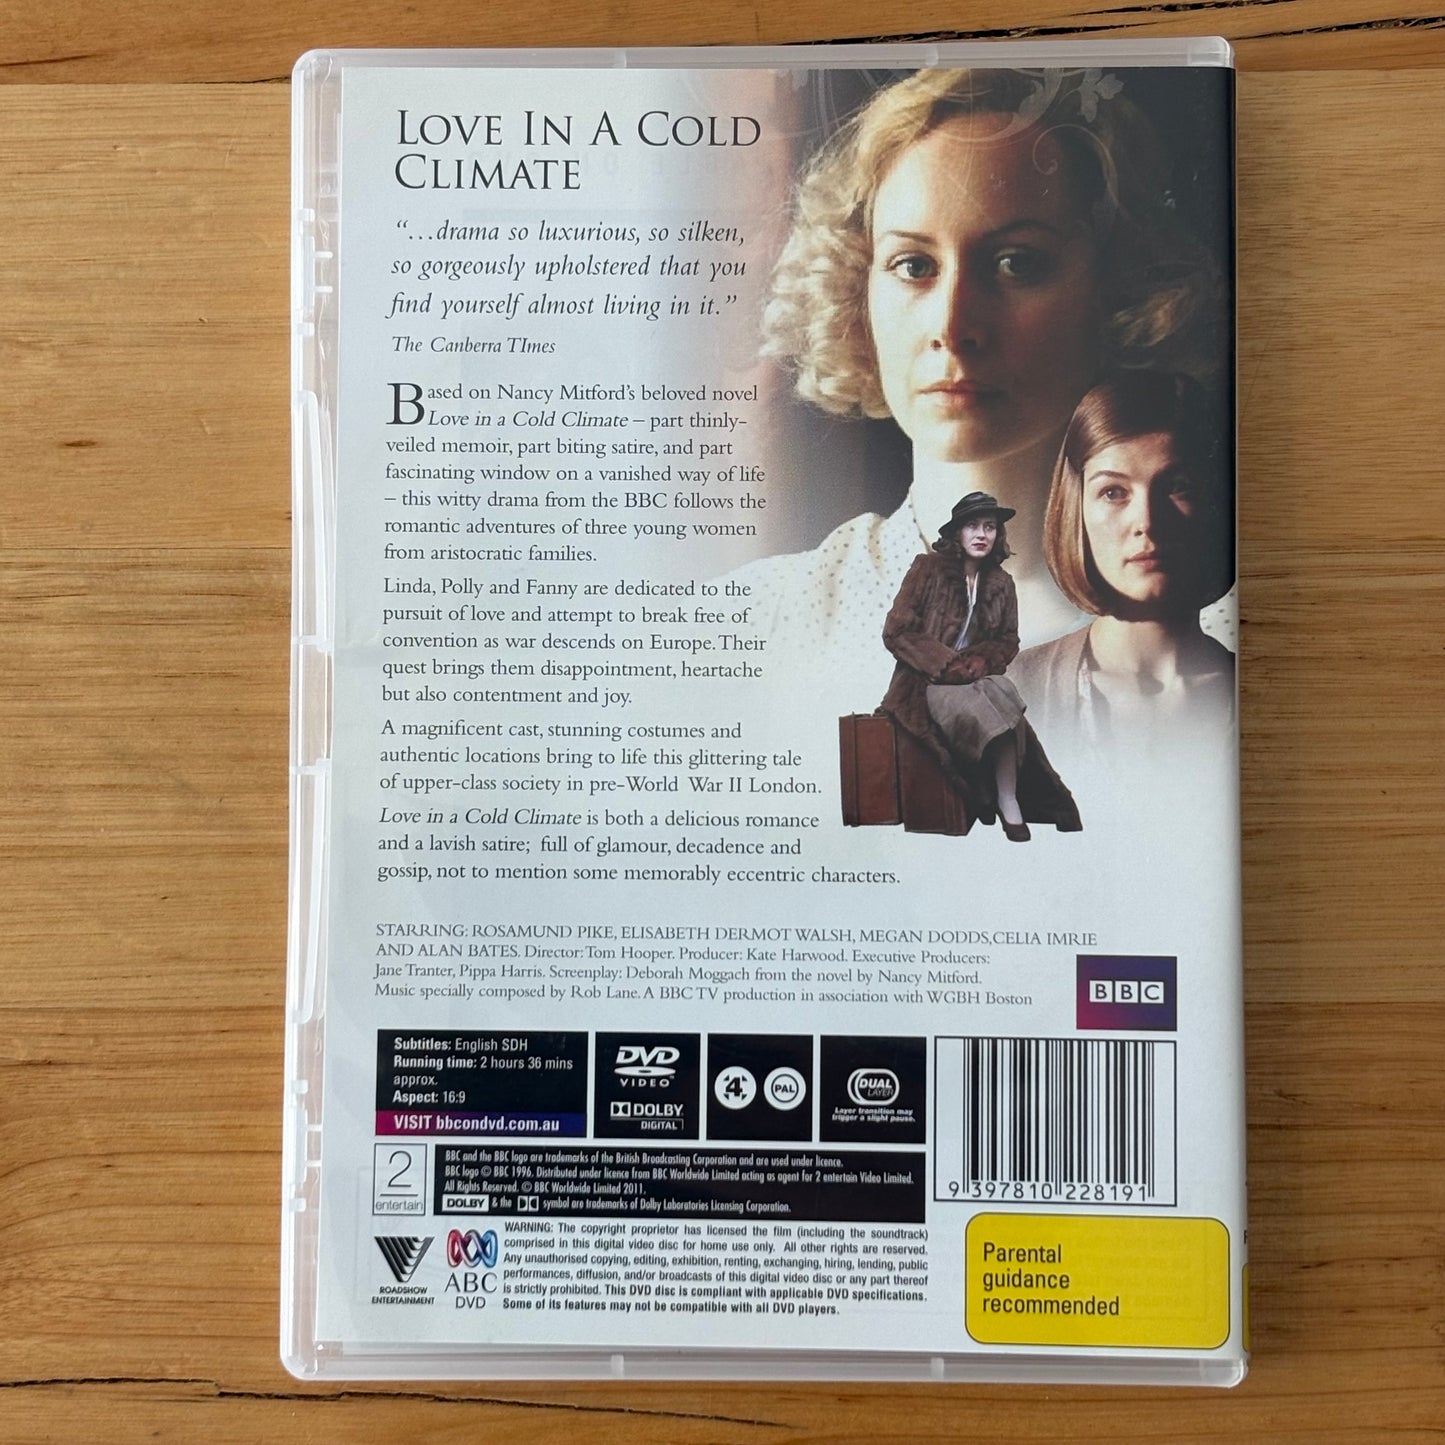 LOVE IN A COLD
CLIMATE
“...drama so luxurious, so silken,
so gorgeously upholstered that you
find yourself almost living in it.”
The Canberra TImes
Based on Nancy Mitford’s beloved novel
Love in a Cold Climate – part thinly-
veiled memoir, part biting satire, and part
fascinating window on a vanished way of life
– this witty drama from the BBC follows the
romantic adventures of three young women
from aristocratic families.
Linda, Polly and Fanny are dedicated to the
pursuit of love and attempt to break free of
convention as war descends on Europe. Their
quest brings them disappointment, heartache
but also contentment and joy.
A magnificent cast, stunning costumes and
authentic locations bring to life this glittering tale
of upper-class society in pre-World War II London.
Love in a Cold Climate is both a delicious romance
and a lavish satire; full of glamour, decadence and
gossip, not to mention some memorably eccentric characters.
STARRING: ROSAMUND PIKE, ELISABETH DERMOT WALSH, MEGAN DODDS,CELIA IMRIE
AND ALAN BATES. Director: Tom Hooper. Producer: Kate Harwood. Executive Producers:
Jane Tranter, Pippa Harris. Screenplay: Deborah Moggach from the novel by Nancy Mitford.
Music specially composed by Rob Lane. A BBC TV production in association with WGBH Boston
BBC
Subtitles: English SDH
Running time: 2 hours 36 mins
approx.
Aspect: 16:9
VISIT bbcondvd.com.au
DVD
VIDEO™
DOLBY
DIGITAL
4
PAL
DUAL
LAYER
Layer transition may
trigger a slight pause.
9 397810 228191
2
entertain
BBC and the BBC logo are trademarks of the British Broadcasting Corporation and are used under licence.
BBC logo © BBC 1996. Distributed under licence from BBC Worldwide Limited acting as agent for 2 entertain Video Limited.
All Rights Reserved. © BBC Worldwide Limited 2011.
DOLBY & the symbol are trademarks of Dolby Laboratories Licensing Corporation.
ROADSHOW
ENTERTAINMENT
ABC
DVD
WARNING: The copyright proprietor has licensed the film (including the soundtrack)
comprised in this digital video disc for home use only. All other rights are reserved.
Any unauthorised copying, editing, exhibition, renting, exchanging, hiring, lending, public
performances, diffusion, and/or broadcasts of this digital video disc or any part thereof
is strictly prohibited. This DVD disc is compliant with applicable DVD specifications.
Some of its features may not be compatible with all DVD players.
Parental
guidance
recommended